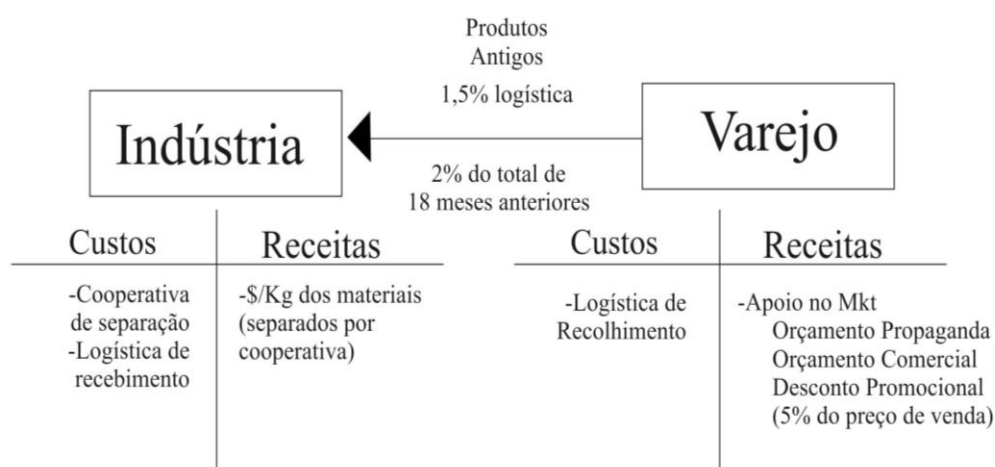 Produtos
Antigos
1,5% logística
Indústria
Varejo
2% do total de
18 meses anteriores
Custos
Receitas
-Cooperativa
de separação
-Logística de
recebimento
-$/Kg dos materiais
(separados por
cooperativa)
Custos
Receitas
-Logística de
Recolhimento
-Apoio no Mkt
Orçamento Propaganda
Orçamento Comercial
Desconto Promocional
(5% do preço de venda)